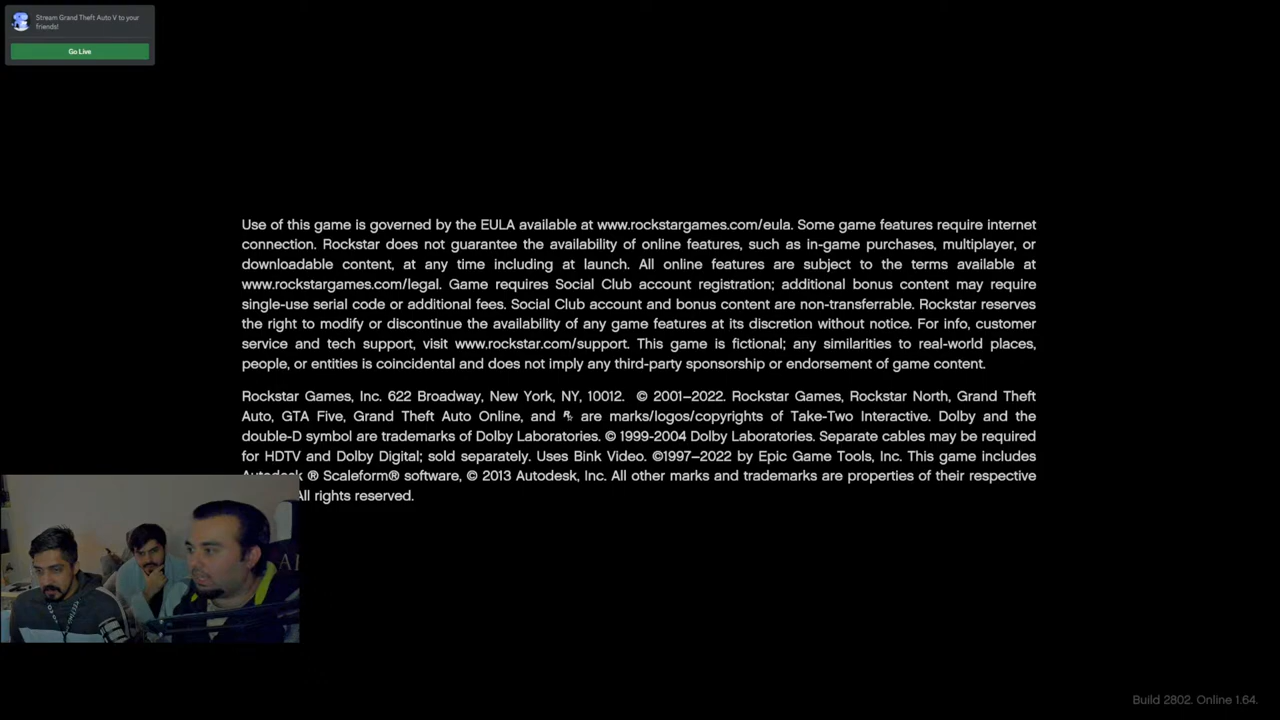 Stream Grand Theft Auto V to your
friends!
Go Live
Use of this game is governed by the EULA available at www.rockstargames.com/eula. Some game features require internet
connection. Rockstar does not guarantee the availability of online features, such as in-game purchases, multiplayer, or
downloadable content, at any time including at launch. All online features are subject to the terms available at
www.rockstargames.com/legal. Game requires Social Club account registration; additional bonus content may require
single-use serial code or additional fees. Social Club account and bonus content are non-transferrable. Rockstar reserves
the right to modify or discontinue the availability of any game features at its discretion without notice. For info, customer
service and tech support, visit www.rockstar.com/support. This game is fictional; any similarities to real-world places,
people, or entities is coincidental and does not imply any third-party sponsorship or endorsement of game content.
Rockstar Games, Inc. 622 Broadway, New York, NY, 10012. © 2001–2022. Rockstar Games, Rockstar North, Grand Theft
Auto, GTA Five, Grand Theft Auto Online, and R* are marks/logos/copyrights of Take-Two Interactive. Dolby and the
double-D symbol are trademarks of Dolby Laboratories. © 1999-2004 Dolby Laboratories. Separate cables may be required
for HDTV and Dolby Digital; sold separately. Uses Bink Video. ©1997–2022 by Epic Game Tools, Inc. This game includes
Autodesk ® Scaleform® software, © 2013 Autodesk, Inc. All other marks and trademarks are properties of their respective
All rights reserved.
Build 2802. Online 1.64.